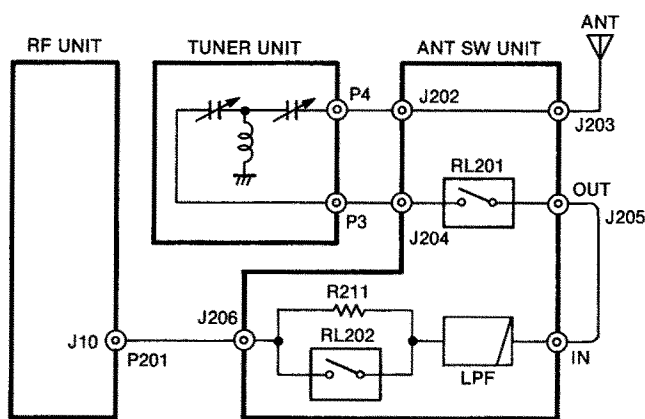 ANT
RF UNIT
TUNER UNIT
ANT SW UNIT
P4
J202
J203
RL201
OUT
P3
J204
J205
R211
J206
RL202
J10
P201
LPF
IN